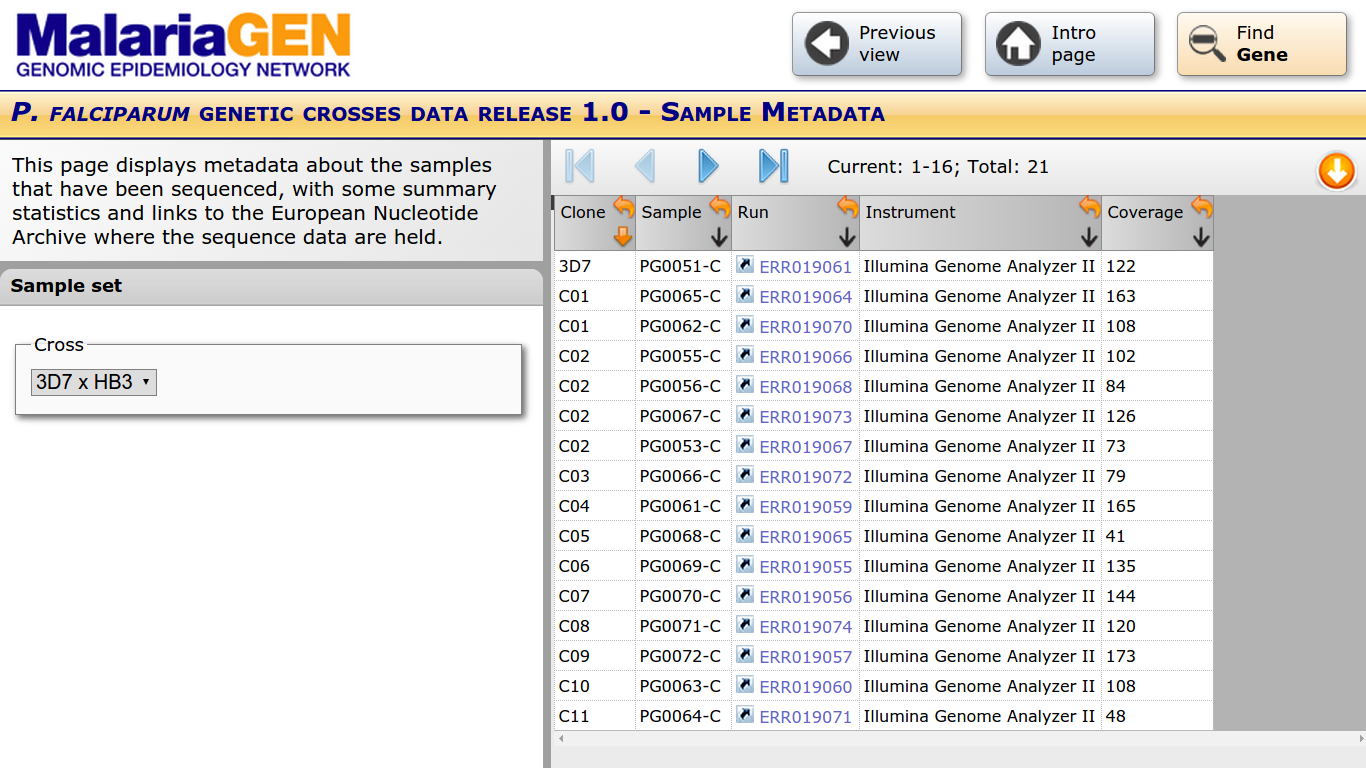 MalariaGEN
GENOMIC EPIDEMIOLOGY NETWORK
Previous view
Intro page
Find Gene
P. FALCIPARUM GENETIC CROSSES DATA RELEASE 1.0 - SAMPLE METADATA
This page displays metadata about the samples
that have been sequenced, with some summary
statistics and links to the European Nucleotide
Archive where the sequence data are held.
Sample set
Cross
3D7 x HB3
Current: 1-16; Total: 21
Clone Sample Run Instrument Coverage
3D7 PG0051-C ERR019061 Illumina Genome Analyzer II 122
C01 PG0065-C ERR019064 Illumina Genome Analyzer II 163
C01 PG0062-C ERR019070 Illumina Genome Analyzer II 108
C02 PG0055-C ERR019066 Illumina Genome Analyzer II 102
C02 PG0056-C ERR019068 Illumina Genome Analyzer II 84
C02 PG0067-C ERR019073 Illumina Genome Analyzer II 126
C02 PG0053-C ERR019067 Illumina Genome Analyzer II 73
C03 PG0066-C ERR019072 Illumina Genome Analyzer II 79
C04 PG0061-C ERR019059 Illumina Genome Analyzer II 165
C05 PG0068-C ERR019065 Illumina Genome Analyzer II 41
C06 PG0069-C ERR019055 Illumina Genome Analyzer II 135
C07 PG0070-C ERR019056 Illumina Genome Analyzer II 144
C08 PG0071-C ERR019074 Illumina Genome Analyzer II 120
C09 PG0072-C ERR019057 Illumina Genome Analyzer II 173
C10 PG0063-C ERR019060 Illumina Genome Analyzer II 108
C11 PG0064-C ERR019071 Illumina Genome Analyzer II 48